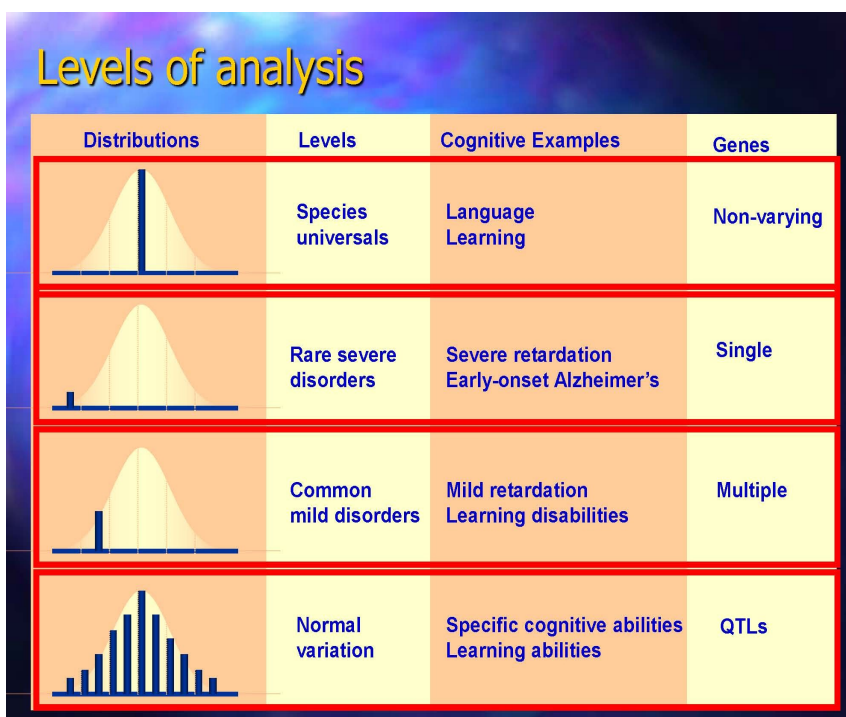 Levels of analysis
Distributions Levels Cognitive Examples Genes
Species universals
Language
Learning
Non-varying
Rare severe disorders
Severe retardation
Early-onset Alzheimer's
Single
Common mild disorders
Mild retardation
Learning disabilities
Multiple
Normal variation
Specific cognitive abilities
Learning abilities
QTLs